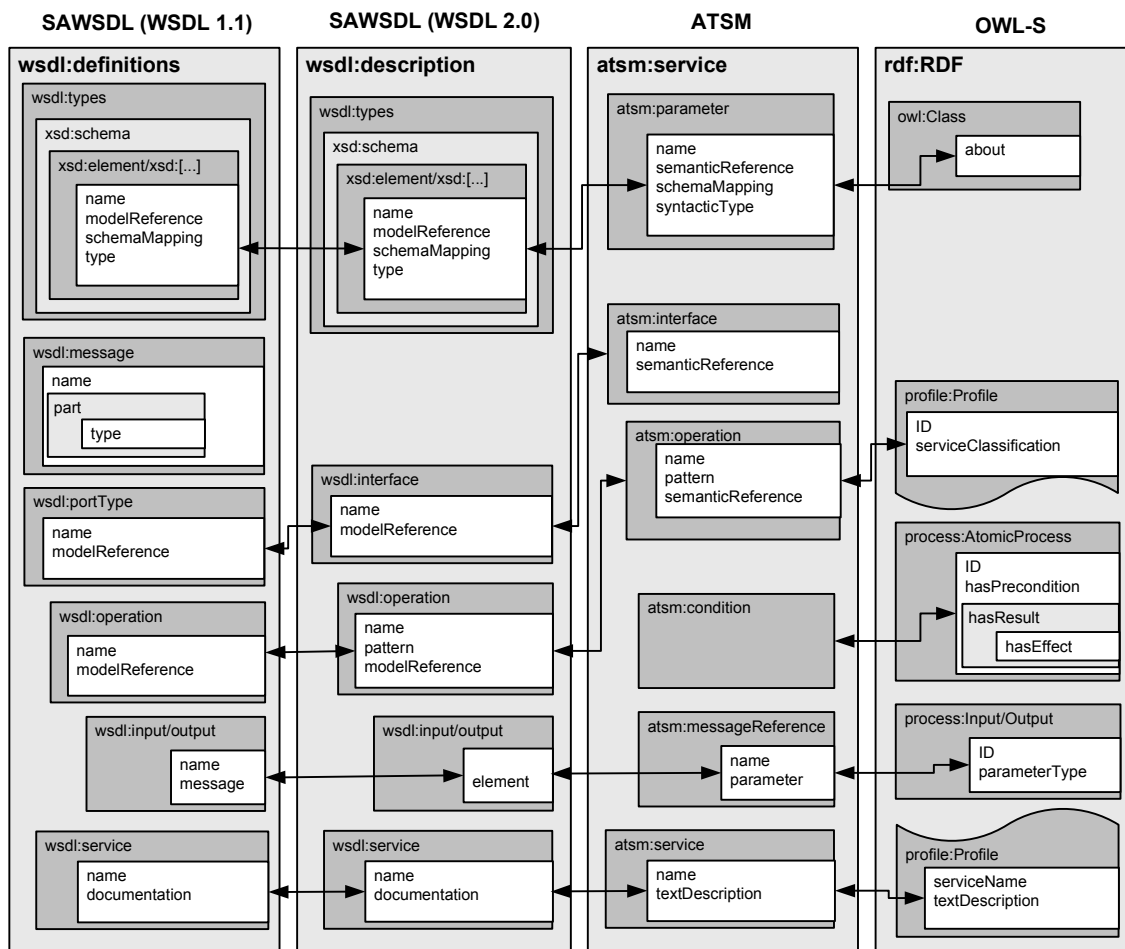 SAWSDL (WSDL 1.1)
wsdl:definitions
wsdl:types
xsd:schema
xsd:element/xsd:[...]
name
modelReference
schemaMapping
type
wsdl:message
name
part
type
wsdl:portType
name
modelReference
wsdl:operation
name
modelReference
wsdl:input/output
name
message
wsdl:service
name
documentation
SAWSDL (WSDL 2.0)
wsdl:description
wsdl:types
xsd:schema
xsd:element/xsd:[...]
name
modelReference
schemaMapping
type
wsdl:interface
name
modelReference
wsdl:operation
name
pattern
modelReference
wsdl:input/output
element
wsdl:service
name
documentation
ATSM
atsm:service
atsm:parameter
name
semanticReference
schemaMapping
syntacticType
atsm:interface
name
semanticReference
atsm:operation
name
pattern
semanticReference
atsm:condition
atsm:messageReference
name
parameter
atsm:service
name
textDescription
OWL-S
rdf:RDF
owl:Class
about
profile:Profile
ID
serviceClassification
process:AtomicProcess
ID
hasPrecondition
hasResult
hasEffect
process:Input/Output
ID
parameterType
profile:Profile
serviceName
textDescription